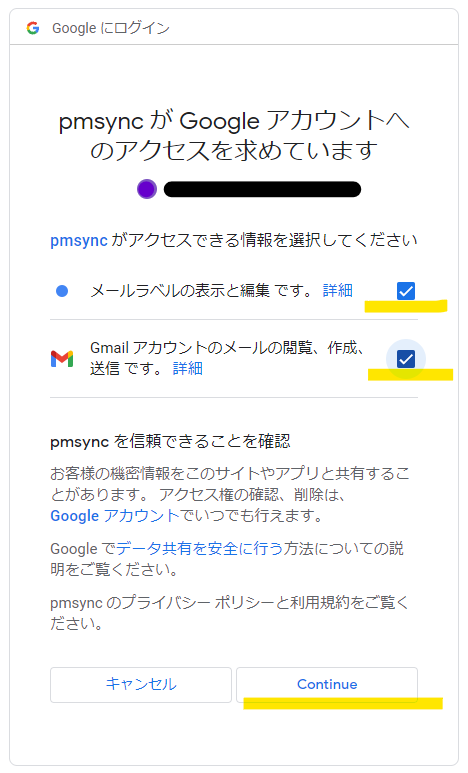 Google にログイン
pmsync が Google アカウントへ
のアクセスを求めています
pmsync がアクセスできる情報を選択してください
メールラベルの表示と編集 です。 詳細
Gmail アカウントのメールの閲覧、作成、
送信 です。 詳細
pmsync を信頼できることを確認
お客様の機密情報をこのサイトやアプリと共有するこ
とがあります。 アクセス権の確認、削除は、
Google アカウントでいつでも行えます。
Google でデータ共有を安全に行う方法についての説
明をご覧ください。
pmsync のプライバシー ポリシーと利用規約をご覧く
ださい。
キャンセル
Continue